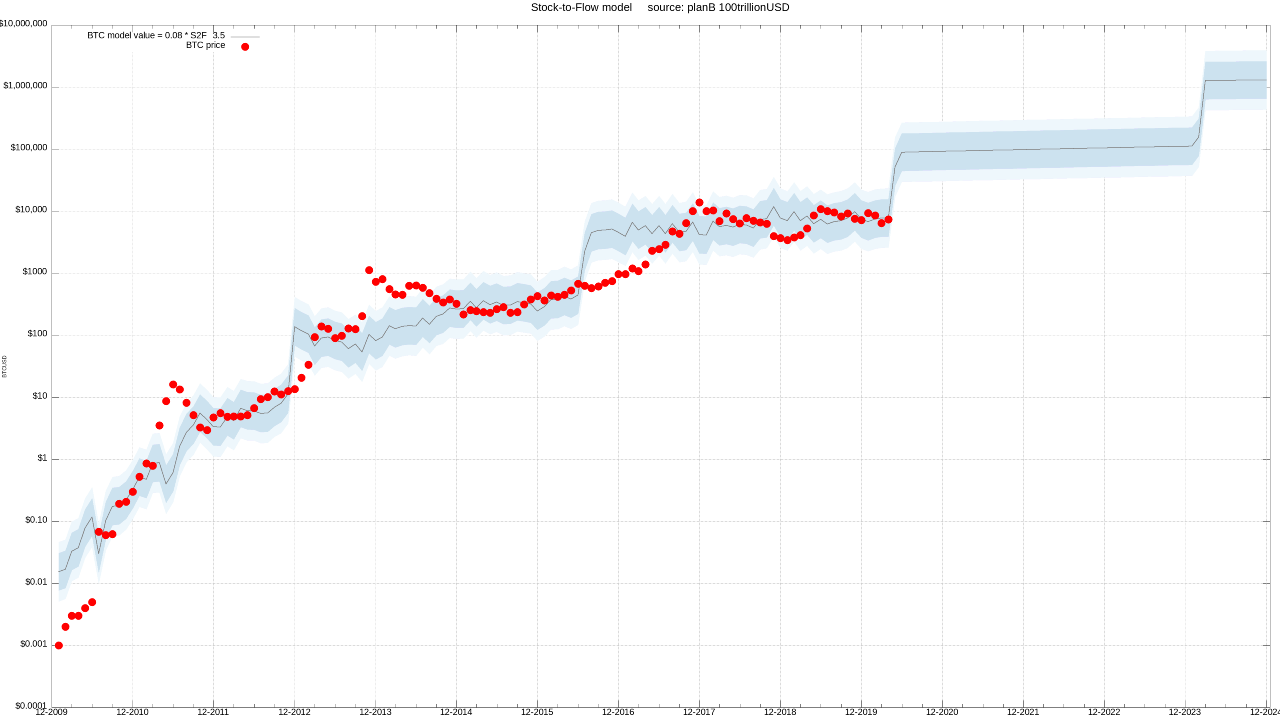 Stock-to-Flow model source: planB 100trillionUSD
BTC model value = 0.08 * S2F 3.5
BTC price
$10,000,000
$1,000,000
$100,000
$10,000
$1000
$100
$10
$1
$0.10
$0.01
$0.001
$0.0001
BTCUSD
12-2009 12-2010 12-2011 12-2012 12-2013 12-2014 12-2015 12-2016 12-2017 12-2018 12-2019 12-2020 12-2021 12-2022 12-2023 12-2024